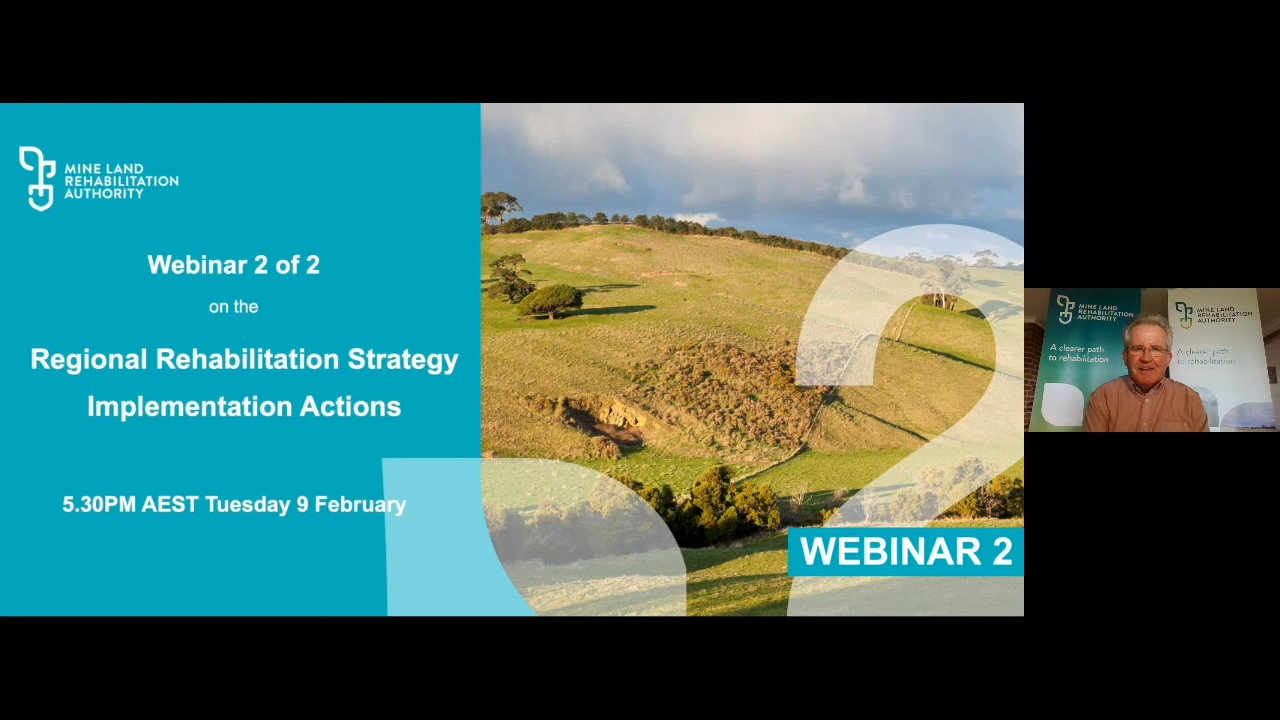 MINE LAND
REHABILITATION
AUTHORITY
Webinar 2 of 2
on the
Regional Rehabilitation Strategy
Implementation Actions
5.30PM AEST Tuesday 9 February
2
WEBINAR 2
MINE LAND
REHABILITATION
AUTHORITY
A clearer path
to rehabilitation
MINE LAND
REHABILITATION
AUTHORITY
A clearer path
to rehabilitation